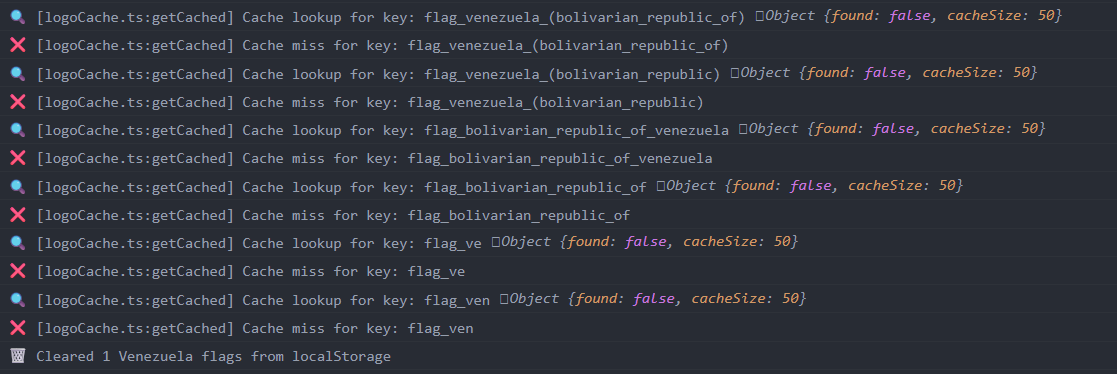 [logoCache.ts:getCached] Cache lookup for key: flag_venezuela_(bolivarian_republic_of) Object {found: false, cacheSize: 50}
[logoCache.ts:getCached] Cache miss for key: flag_venezuela_(bolivarian_republic_of)
[logoCache.ts:getCached] Cache lookup for key: flag_venezuela_(bolivarian_republic) Object {found: false, cacheSize: 50}
[logoCache.ts:getCached] Cache miss for key: flag_venezuela_(bolivarian_republic)
[logoCache.ts:getCached] Cache lookup for key: flag_bolivarian_republic_of_venezuela Object {found: false, cacheSize: 50}
[logoCache.ts:getCached] Cache miss for key: flag_bolivarian_republic_of_venezuela
[logoCache.ts:getCached] Cache lookup for key: flag_bolivarian_republic_of Object {found: false, cacheSize: 50}
[logoCache.ts:getCached] Cache miss for key: flag_bolivarian_republic_of
[logoCache.ts:getCached] Cache lookup for key: flag_ve Object {found: false, cacheSize: 50}
[logoCache.ts:getCached] Cache miss for key: flag_ve
[logoCache.ts:getCached] Cache lookup for key: flag_ven Object {found: false, cacheSize: 50}
[logoCache.ts:getCached] Cache miss for key: flag_ven
Cleared 1 Venezuela flags from localStorage